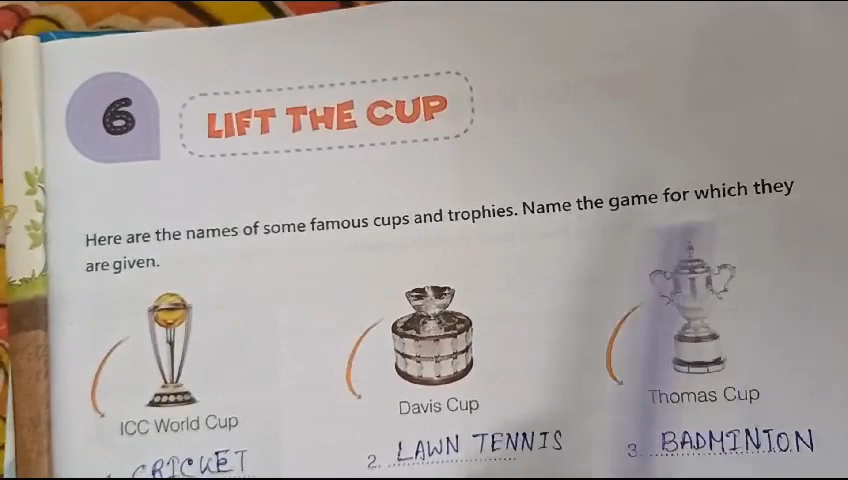 6
LIFT THE CUP
Here are the names of some famous cups and trophies. Name the game for which they
are given.
ICC World Cup
Davis Cup
Thomas Cup
CRICKET
2. LAWN TENNIS
3. BADMINTON